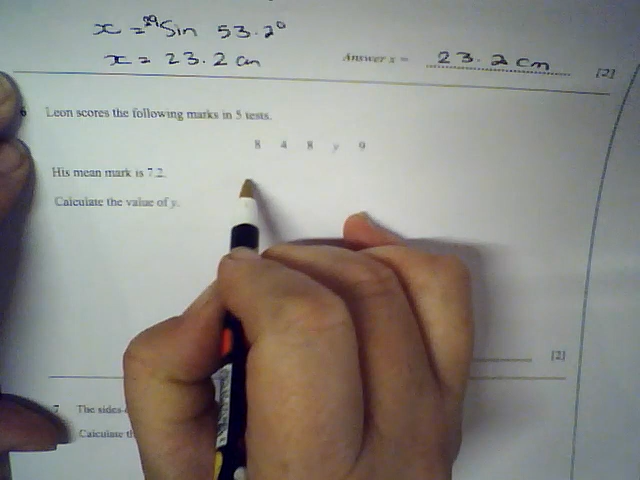 x = 29 Sin 53.2°
x = 23.2 cm
Answer x = 23.2 cm [2]
6 Leon scores the following marks in 5 tests.
8 4 8 y 9
His mean mark is 7.2.
Calculate the value of y.
[2]
7 The sides
Calculate